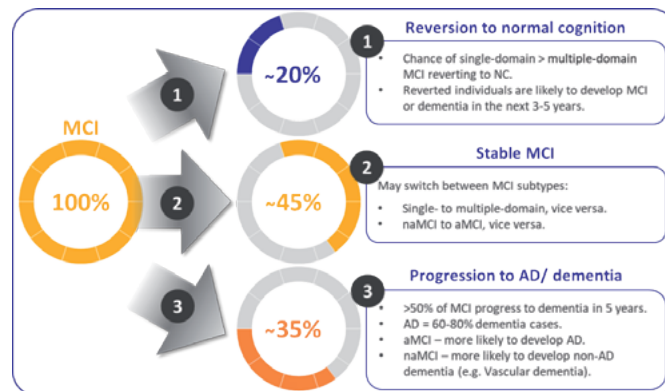 MCI
100%
1
2
3
~20%
~45%
~35%
Reversion to normal cognition
1
• Chance of single-domain > multiple-domain
MCI reverting to NC.
• Reverted individuals are likely to develop MCI
or dementia in the next 3-5 years.
Stable MCI
2
May switch between MCI subtypes:
• Single- to multiple-domain, vice versa.
• naMCI to aMCI, vice versa.
Progression to AD/ dementia
3
• >50% of MCI progress to dementia in 5 years.
• AD = 60-80% dementia cases.
• aMCI – more likely to develop AD.
• naMCI – more likely to develop non-AD
dementia (e.g. Vascular dementia).